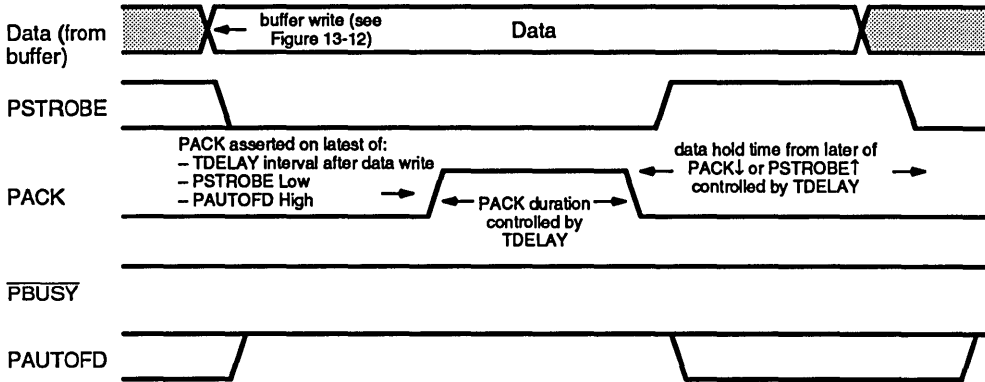 Data (from
buffer)
buffer write (see
Figure 13-12)
Data
PSTROBE
PACK asserted on latest of:
– TDELAY interval after data write
– PSTROBE Low
– PAUTOFD High
data hold time from later of
PACK↓ or PSTROBE↑
controlled by TDELAY
PACK
PACK duration
controlled by
TDELAY
PBUSY
PAUTOFD